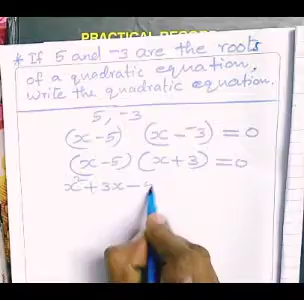 PRACTICAL RECORD
* If 5 and -3 are the roots
of a quadratic equation,
write the quadratic equation.
5, -3
(x-5) (x--3) = 0
(x-5) (x+3) = 0
x² + 3x -